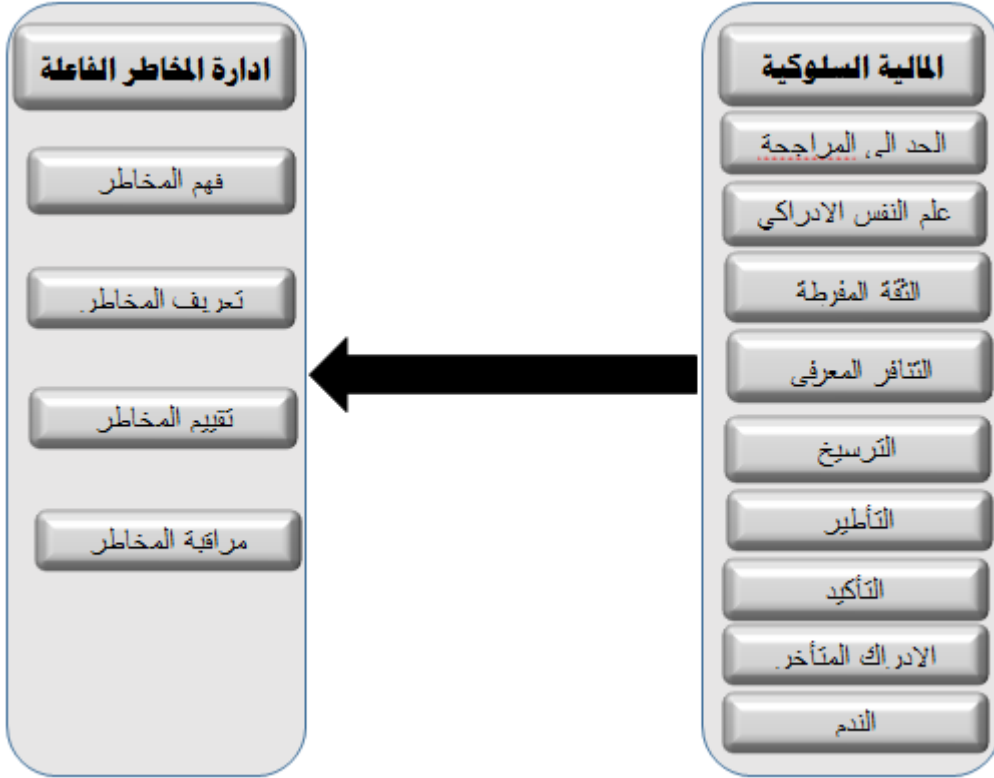 المالية السلوكية
الحد الى المراجحة
علم النفس الادراكي
الثقة المفرطة
التنافر المعرفي
الترسيخ
التأطير
التأكيد
الادراك المتأخر
الندم
ادارة المخاطر الفاعلة
فهم المخاطر
تعريف المخاطر
تقييم المخاطر
مراقبة المخاطر